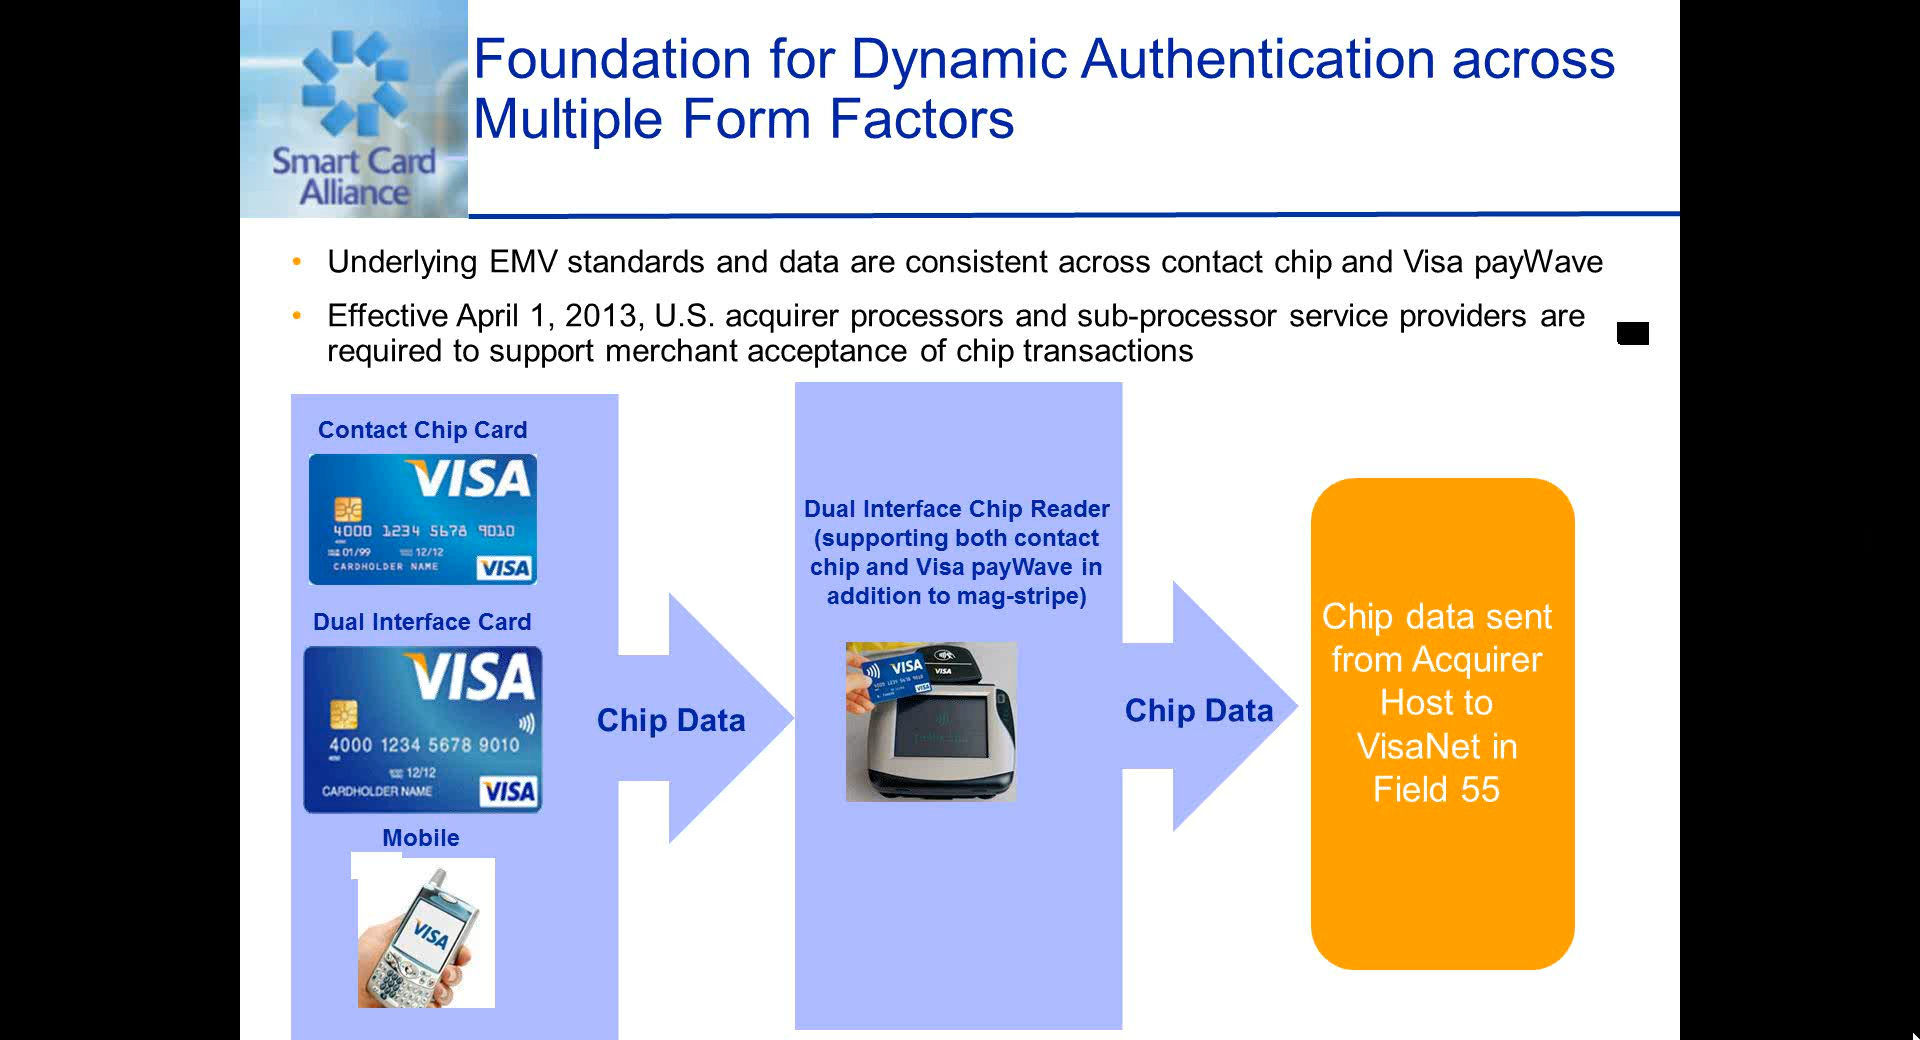 Smart Card
Alliance
Foundation for Dynamic Authentication across
Multiple Form Factors
• Underlying EMV standards and data are consistent across contact chip and Visa payWave
• Effective April 1, 2013, U.S. acquirer processors and sub-processor service providers are
required to support merchant acceptance of chip transactions
Contact Chip Card
VISA
4000 1234 5678 9010
01/99 12/12
CARDHOLDER NAME
VISA
Dual Interface Card
VISA
4000 1234 5678 9010
12/12
CARDHOLDER NAME
VISA
Mobile
VISA
Chip Data
Dual Interface Chip Reader
(supporting both contact
chip and Visa payWave in
addition to mag-stripe)
VISA
VISA
VISA
Chip Data
Chip data sent
from Acquirer
Host to
VisaNet in
Field 55